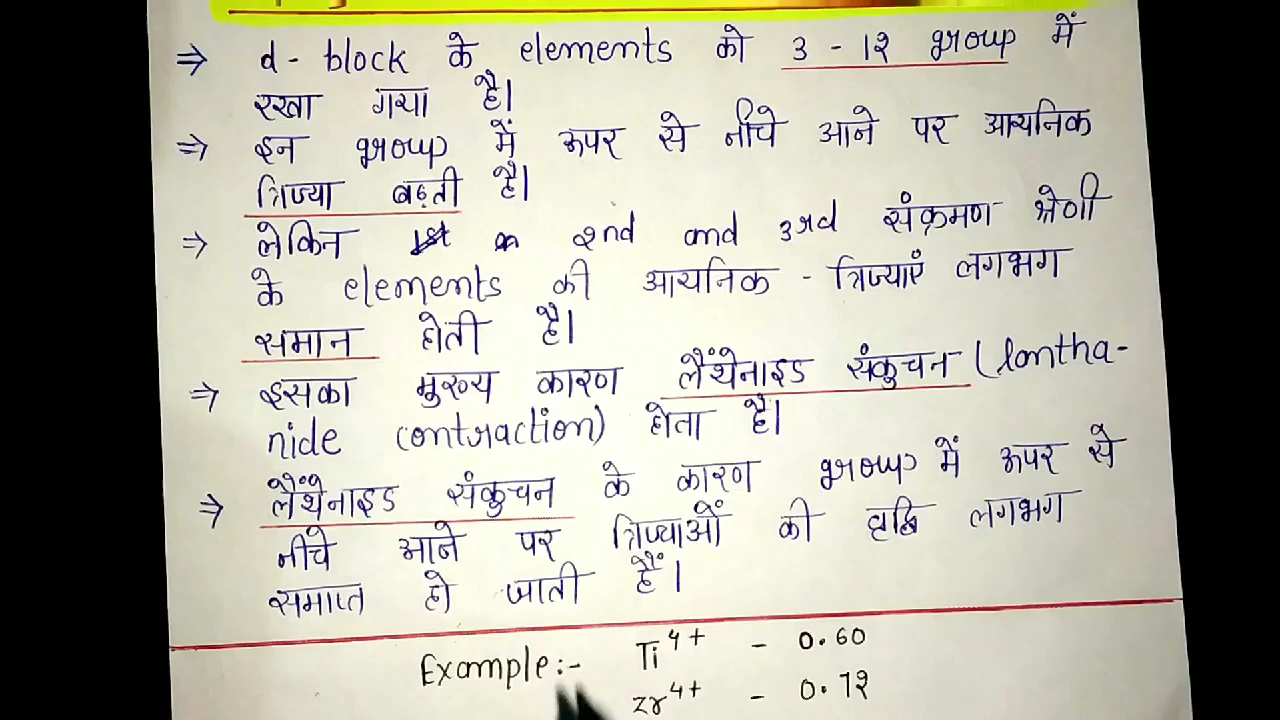 ⇒ d- block के elements को 3 - 12 group में
रखा गया है।
⇒ इन group में ऊपर से नीचे आने पर आयनिक
त्रिज्या बढ़ती है।
⇒ लेकिन 1st 2nd and 3rd संक्रमण श्रेणी
के elements की आयनिक - त्रिज्याएं लगभग
समान होती है।
⇒ इसका मुख्य कारण लैंथेनाइड संकुचन (lantha-
nide contraction) होता है।
⇒ लैंथेनाइड संकुचन के कारण group में ऊपर से
नीचे आने पर त्रिज्याओं की वृद्धि लगभग
समाप्त हो जाती हैं।
Example:- Ti⁴⁺ - 0.60
Zr⁴⁺ - 0.72